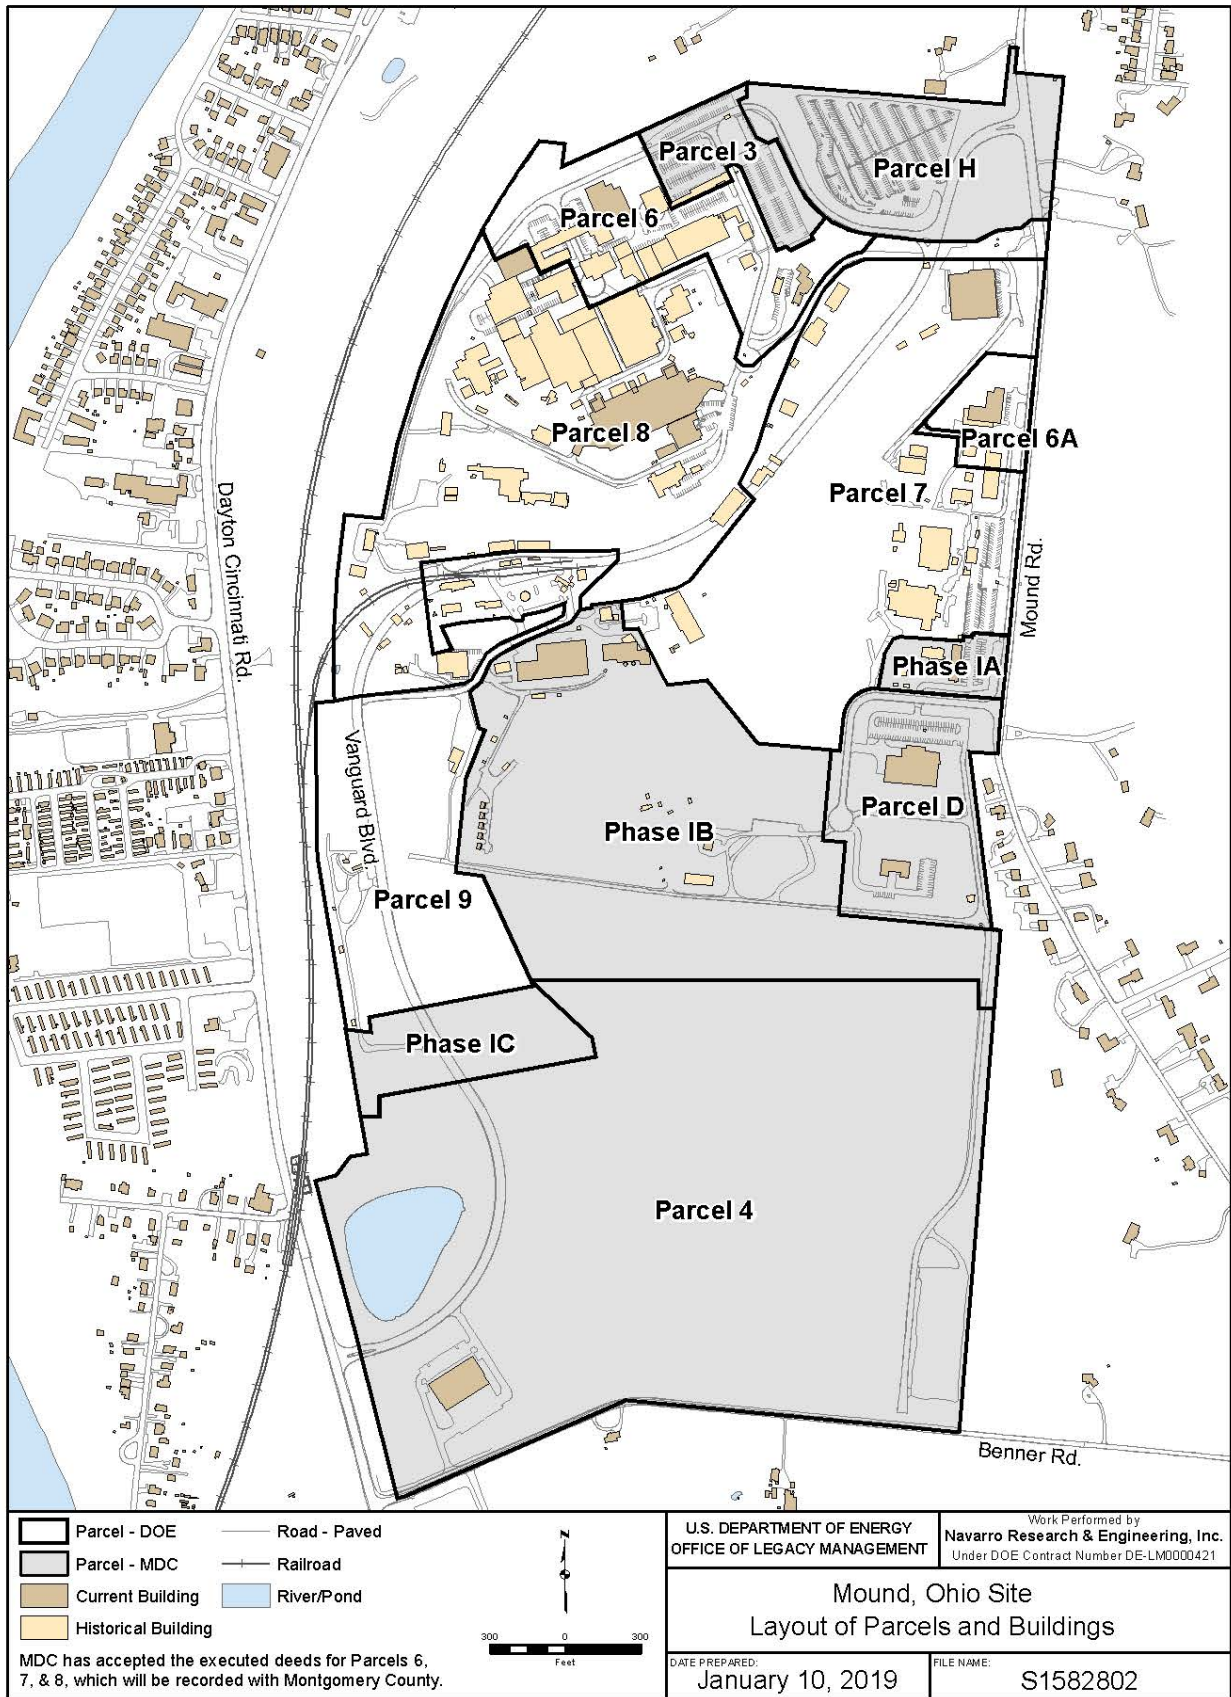 Parcel 3
Parcel H
Parcel 6
Parcel 8
Parcel 6A
Parcel 7
Dayton Cincinnati Rd.
Mound Rd.
Phase IA
Vanguard Blvd.
Parcel D
Phase IB
Parcel 9
Phase IC
Parcel 4
Benner Rd.
Parcel - DOE
Road - Paved
Parcel - MDC
Railroad
Current Building
River/Pond
Historical Building
MDC has accepted the executed deeds for Parcels 6,
7, & 8, which will be recorded with Montgomery County.
N
300 0 300
Feet
U.S. DEPARTMENT OF ENERGY
OFFICE OF LEGACY MANAGEMENT
Work Performed by
Navarro Research & Engineering, Inc.
Under DOE Contract Number DE-LM0000421
Mound, Ohio Site
Layout of Parcels and Buildings
DATE PREPARED:
January 10, 2019
FILE NAME:
S1582802